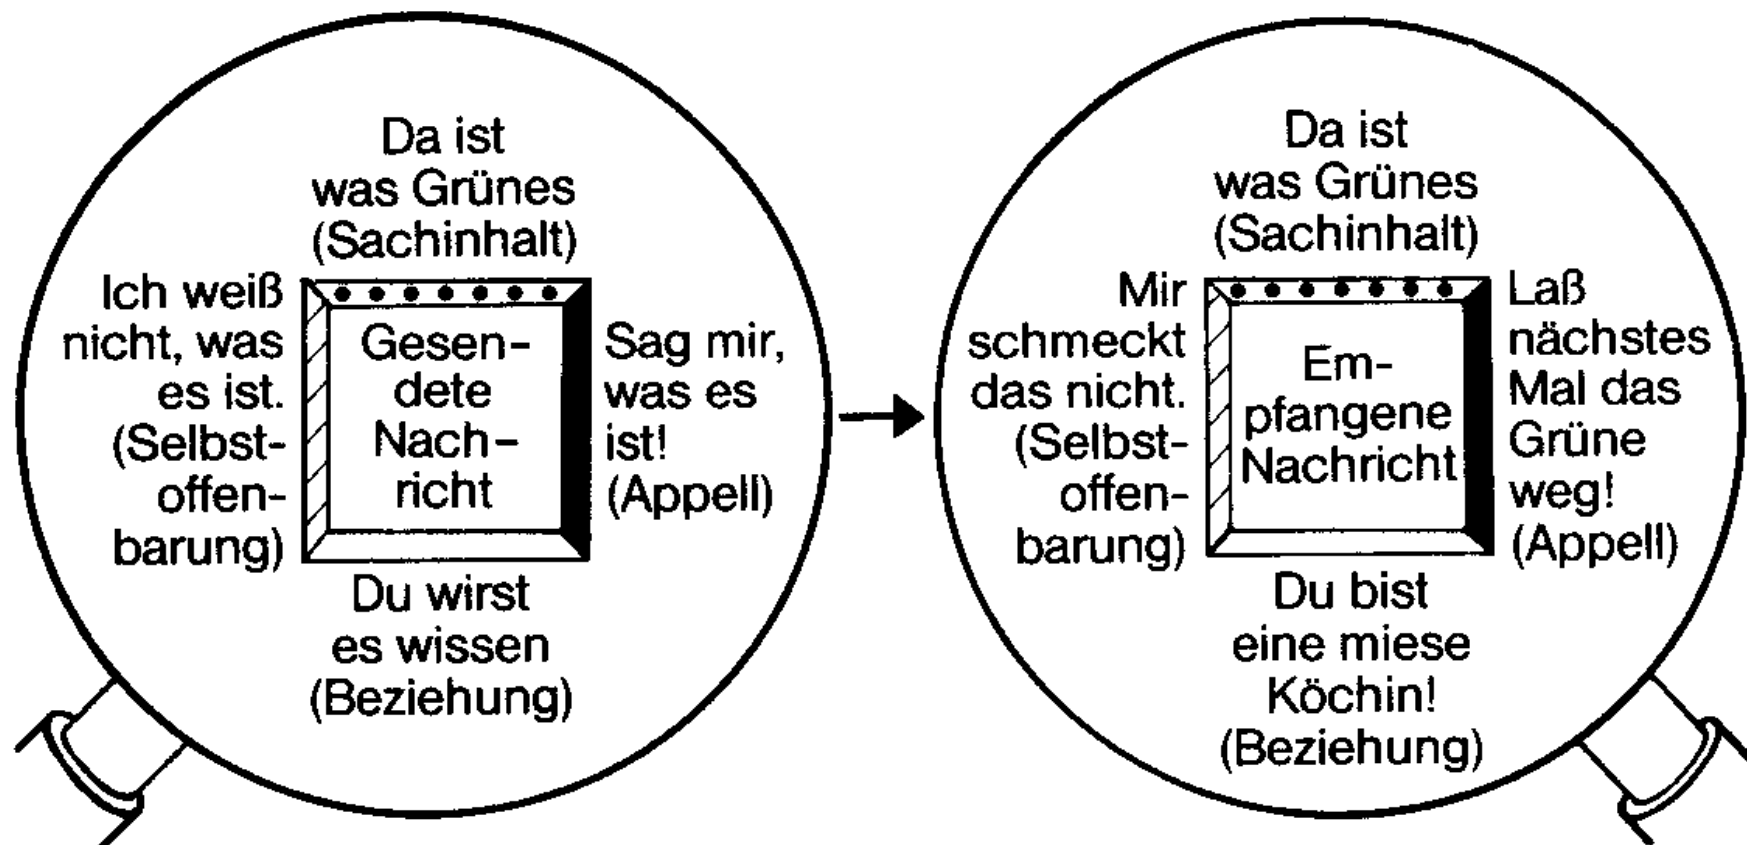 Da ist
was Grünes
(Sachinhalt)
Ich weiß
nicht, was
es ist.
(Selbst-
offen-
barung)
Gesen-
dete
Nach-
richt
Sag mir,
was es
ist!
(Appell)
Du wirst
es wissen
(Beziehung)
Da ist
was Grünes
(Sachinhalt)
Mir
schmeckt
das nicht.
(Selbst-
offen-
barung)
Em-
pfangene
Nachricht
Laß
nächstes
Mal das
Grüne
weg!
(Appell)
Du bist
eine miese
Köchin!
(Beziehung)